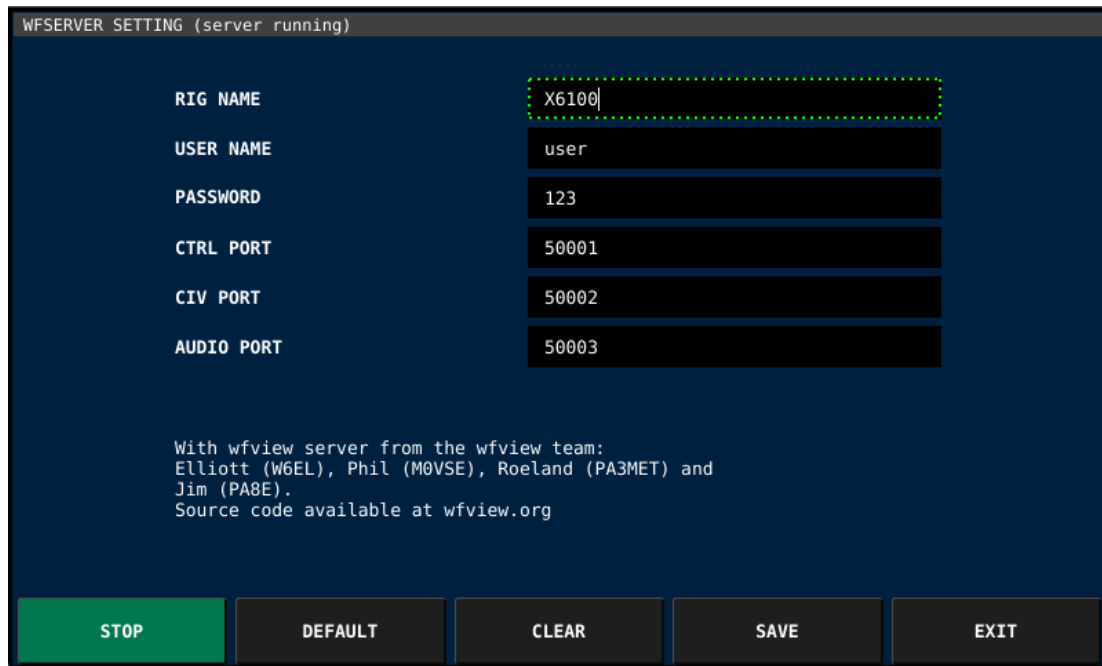 WFSERVER SETTING (server running)
RIG NAME X6100
USER NAME user
PASSWORD 123
CTRL PORT 50001
CIV PORT 50002
AUDIO PORT 50003
With wfview server from the wfview team:
Elliott (W6EL), Phil (M0VSE), Roeland (PA3MET) and
Jim (PA8E).
Source code available at wfview.org
STOP DEFAULT CLEAR SAVE EXIT